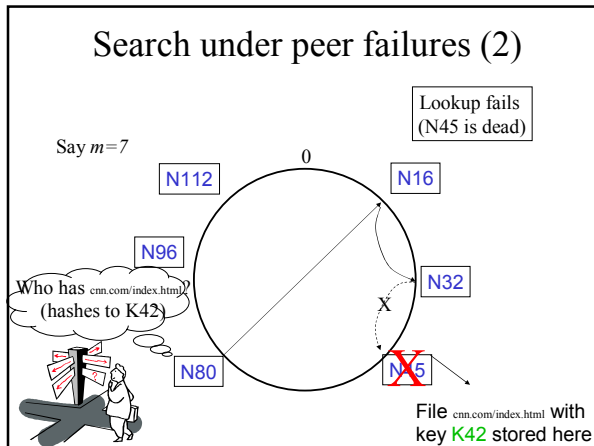 Search under peer failures (2)
Lookup fails
(N45 is dead)
Say m=7
0
N112
N16
N96
Who has cnn.com/index.html?
(hashes to K42)
N32
X
N80
N45
File cnn.com/index.html with
key K42 stored here
?